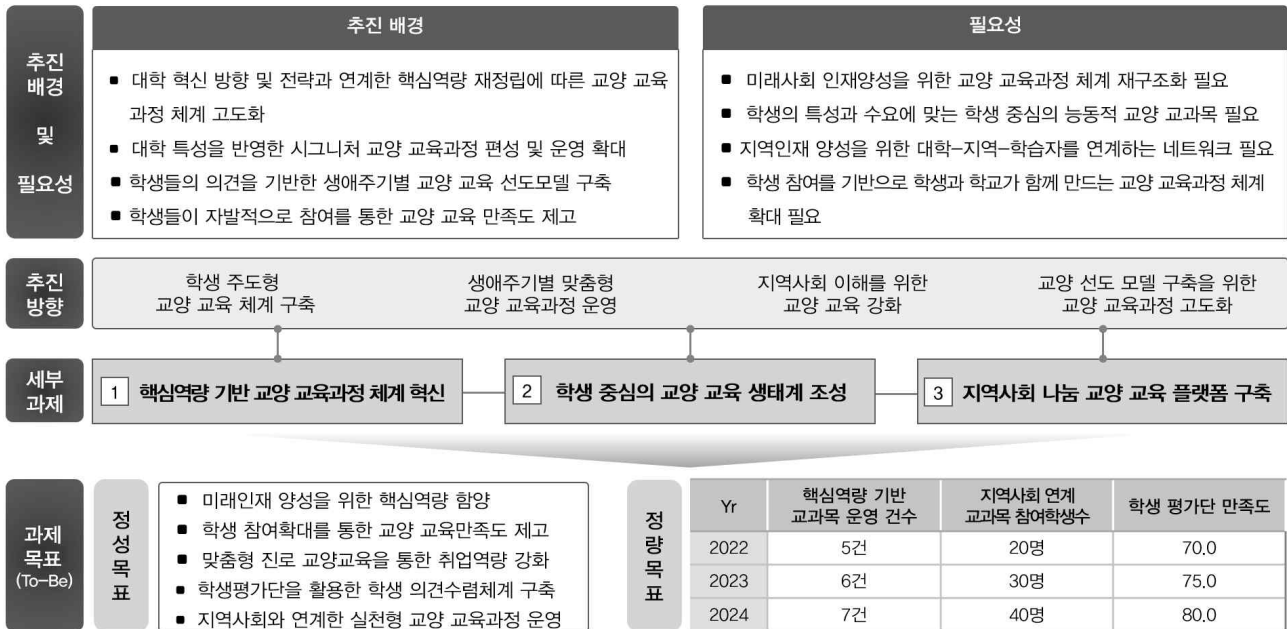 추진
배경
및
필요성
추진 배경
■ 대학 혁신 방향 및 전략과 연계한 핵심역량 재정립에 따른 교양 교육
과정 체계 고도화
■ 대학 특성을 반영한 시그니처 교양 교육과정 편성 및 운영 확대
■ 학생들의 의견을 기반한 생애주기별 교양 교육 선도모델 구축
■ 학생들이 자발적으로 참여를 통한 교양 교육 만족도 제고
필요성
■ 미래사회 인재양성을 위한 교양 교육과정 체계 재구조화 필요
■ 학생의 특성과 수요에 맞는 학생 중심의 능동적 교양 교과목 필요
■ 지역인재 양성을 위한 대학-지역-학습자를 연계하는 네트워크 필요
■ 학생 참여를 기반으로 학생과 학교가 함께 만드는 교양 교육과정 체계
확대 필요
추진
방향
학생 주도형
교양 교육 체계 구축
생애주기별 맞춤형
교양 교육과정 운영
지역사회 이해를 위한
교양 교육 강화
교양 선도 모델 구축을 위한
교양 교육과정 고도화
세부
과제
1 핵심역량 기반 교양 교육과정 체계 혁신
2 학생 중심의 교양 교육 생태계 조성
3 지역사회 나눔 교양 교육 플랫폼 구축
과제
목표
(To-Be)
정
성
목
표
■ 미래인재 양성을 위한 핵심역량 함양
■ 학생 참여확대를 통한 교양 교육만족도 제고
■ 맞춤형 진로 교양교육을 통한 취업역량 강화
■ 학생평가단을 활용한 학생 의견수렴체계 구축
■ 지역사회와 연계한 실천형 교양 교육과정 운영
정
량
목
표
Yr
핵심역량 기반
교과목 운영 건수
지역사회 연계
교과목 참여학생수
학생 평가단 만족도
2022 5건 20명 70.0
2023 6건 30명 75.0
2024 7건 40명 80.0